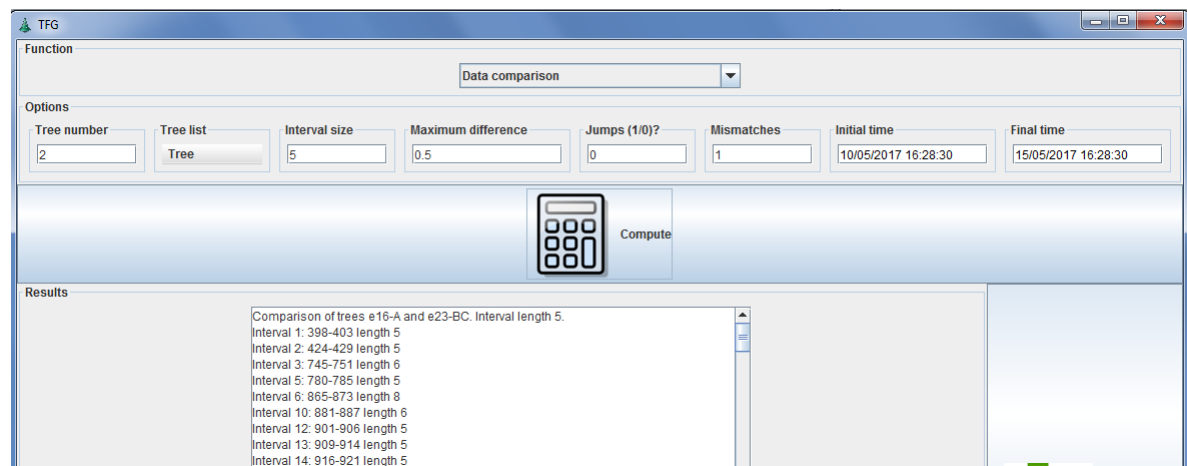 TFG
Function
Data comparison
Options
Tree number Tree list Interval size Maximum difference Jumps (1/0)? Mismatches Initial time Final time
2 Tree 5 0.5 0 1 10/05/2017 16:28:30 15/05/2017 16:28:30
Compute
Results
Comparison of trees e16-A and e23-BC. Interval length 5.
Interval 1: 398-403 length 5
Interval 2: 424-429 length 5
Interval 3: 745-751 length 6
Interval 5: 780-785 length 5
Interval 6: 865-873 length 8
Interval 10: 881-887 length 6
Interval 12: 901-906 length 5
Interval 13: 909-914 length 5
Interval 14: 916-921 length 5